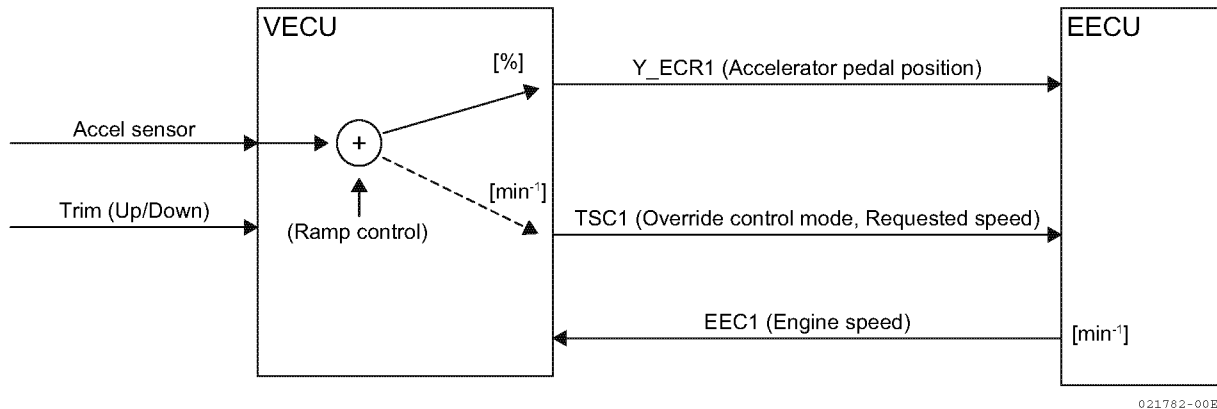 VECU
EECU
[%]
Y_ECR1 (Accelerator pedal position)
Accel sensor
+
[min⁻¹]
Trim (Up/Down)
(Ramp control)
TSC1 (Override control mode, Requested speed)
EEC1 (Engine speed)
[min⁻¹]
021782-00E